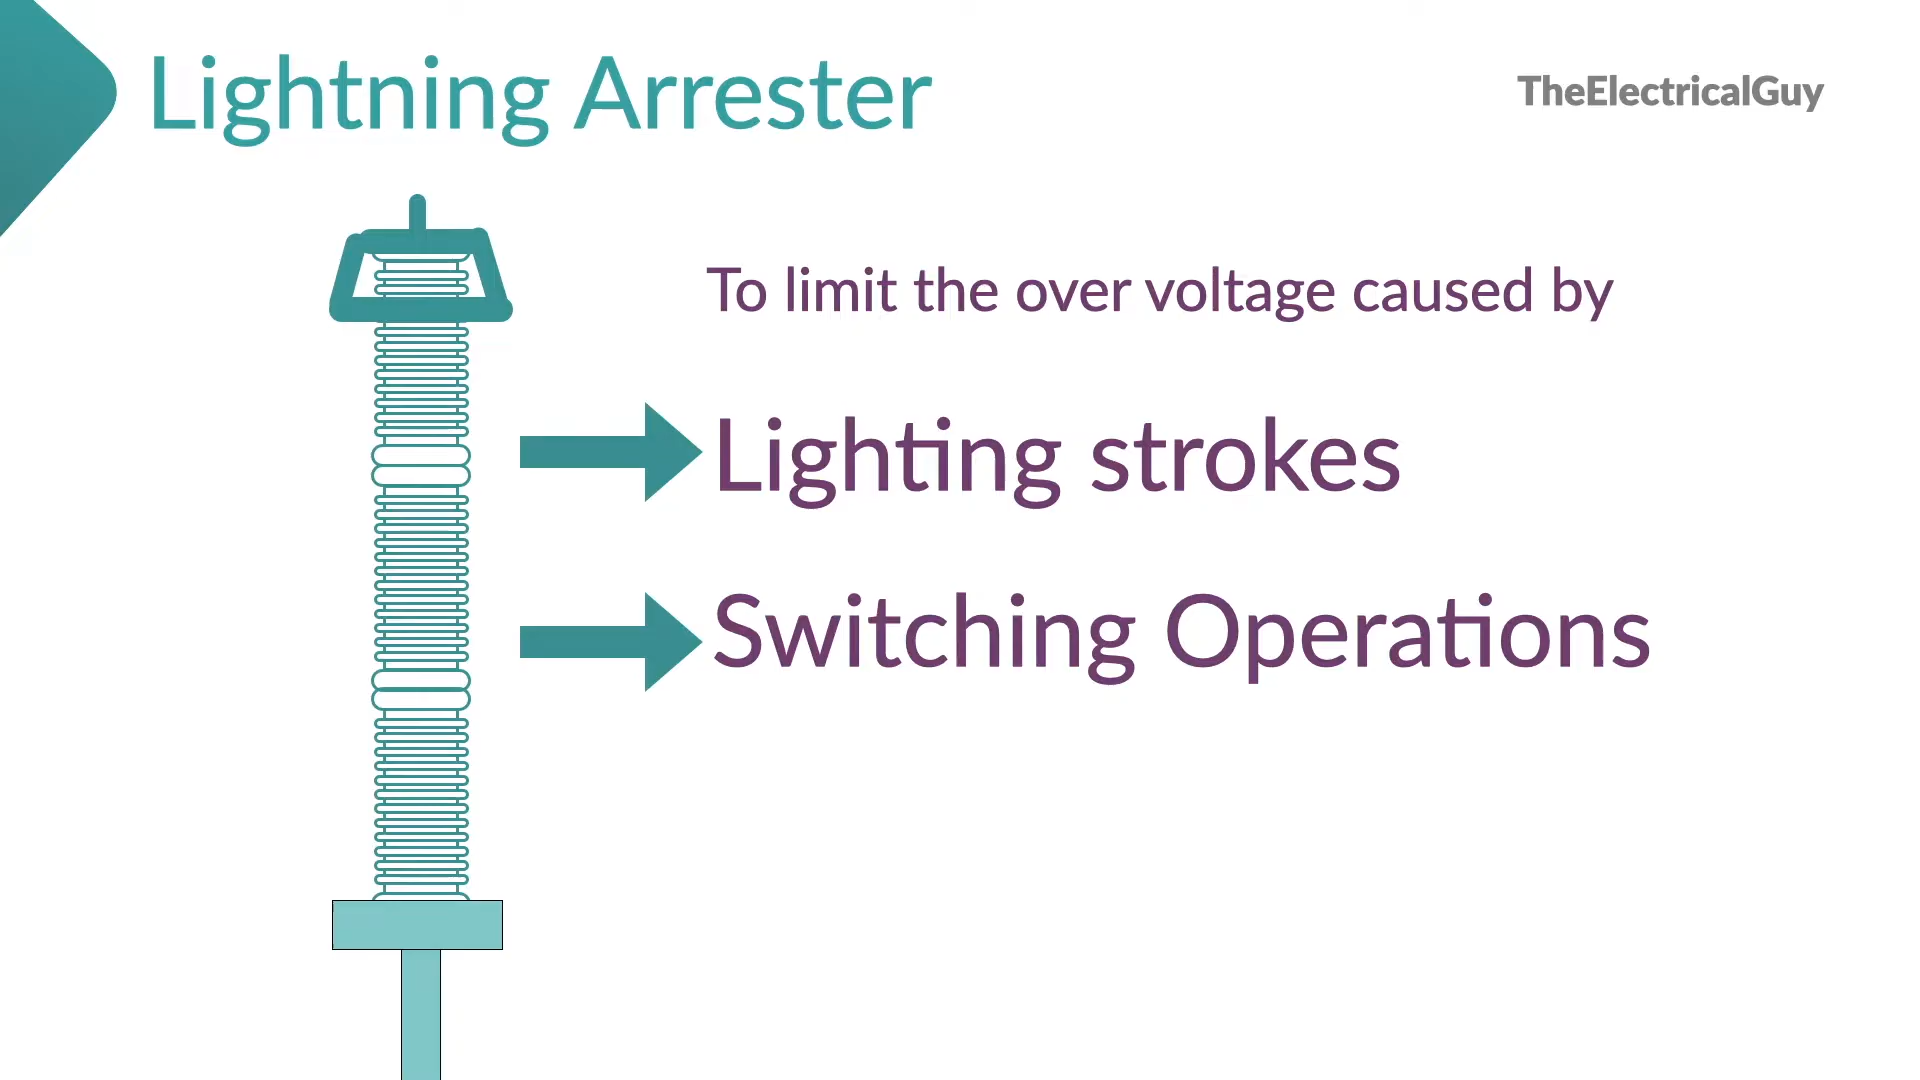 Lightning Arrester
TheElectricalGuy
To limit the over voltage caused by
Lighting strokes
Switching Operations